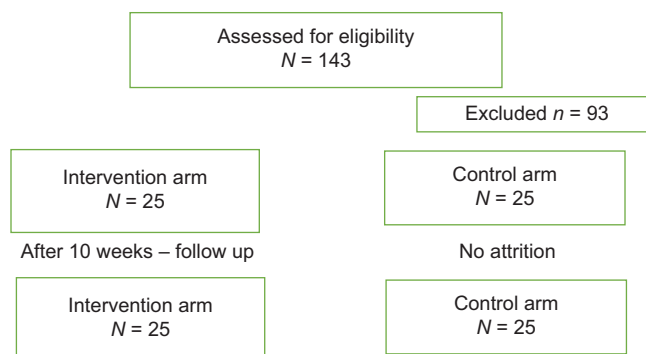 Assessed for eligibility
N = 143
Excluded n = 93
Intervention arm
N = 25
Control arm
N = 25
After 10 weeks – follow up
No attrition
Intervention arm
N = 25
Control arm
N = 25